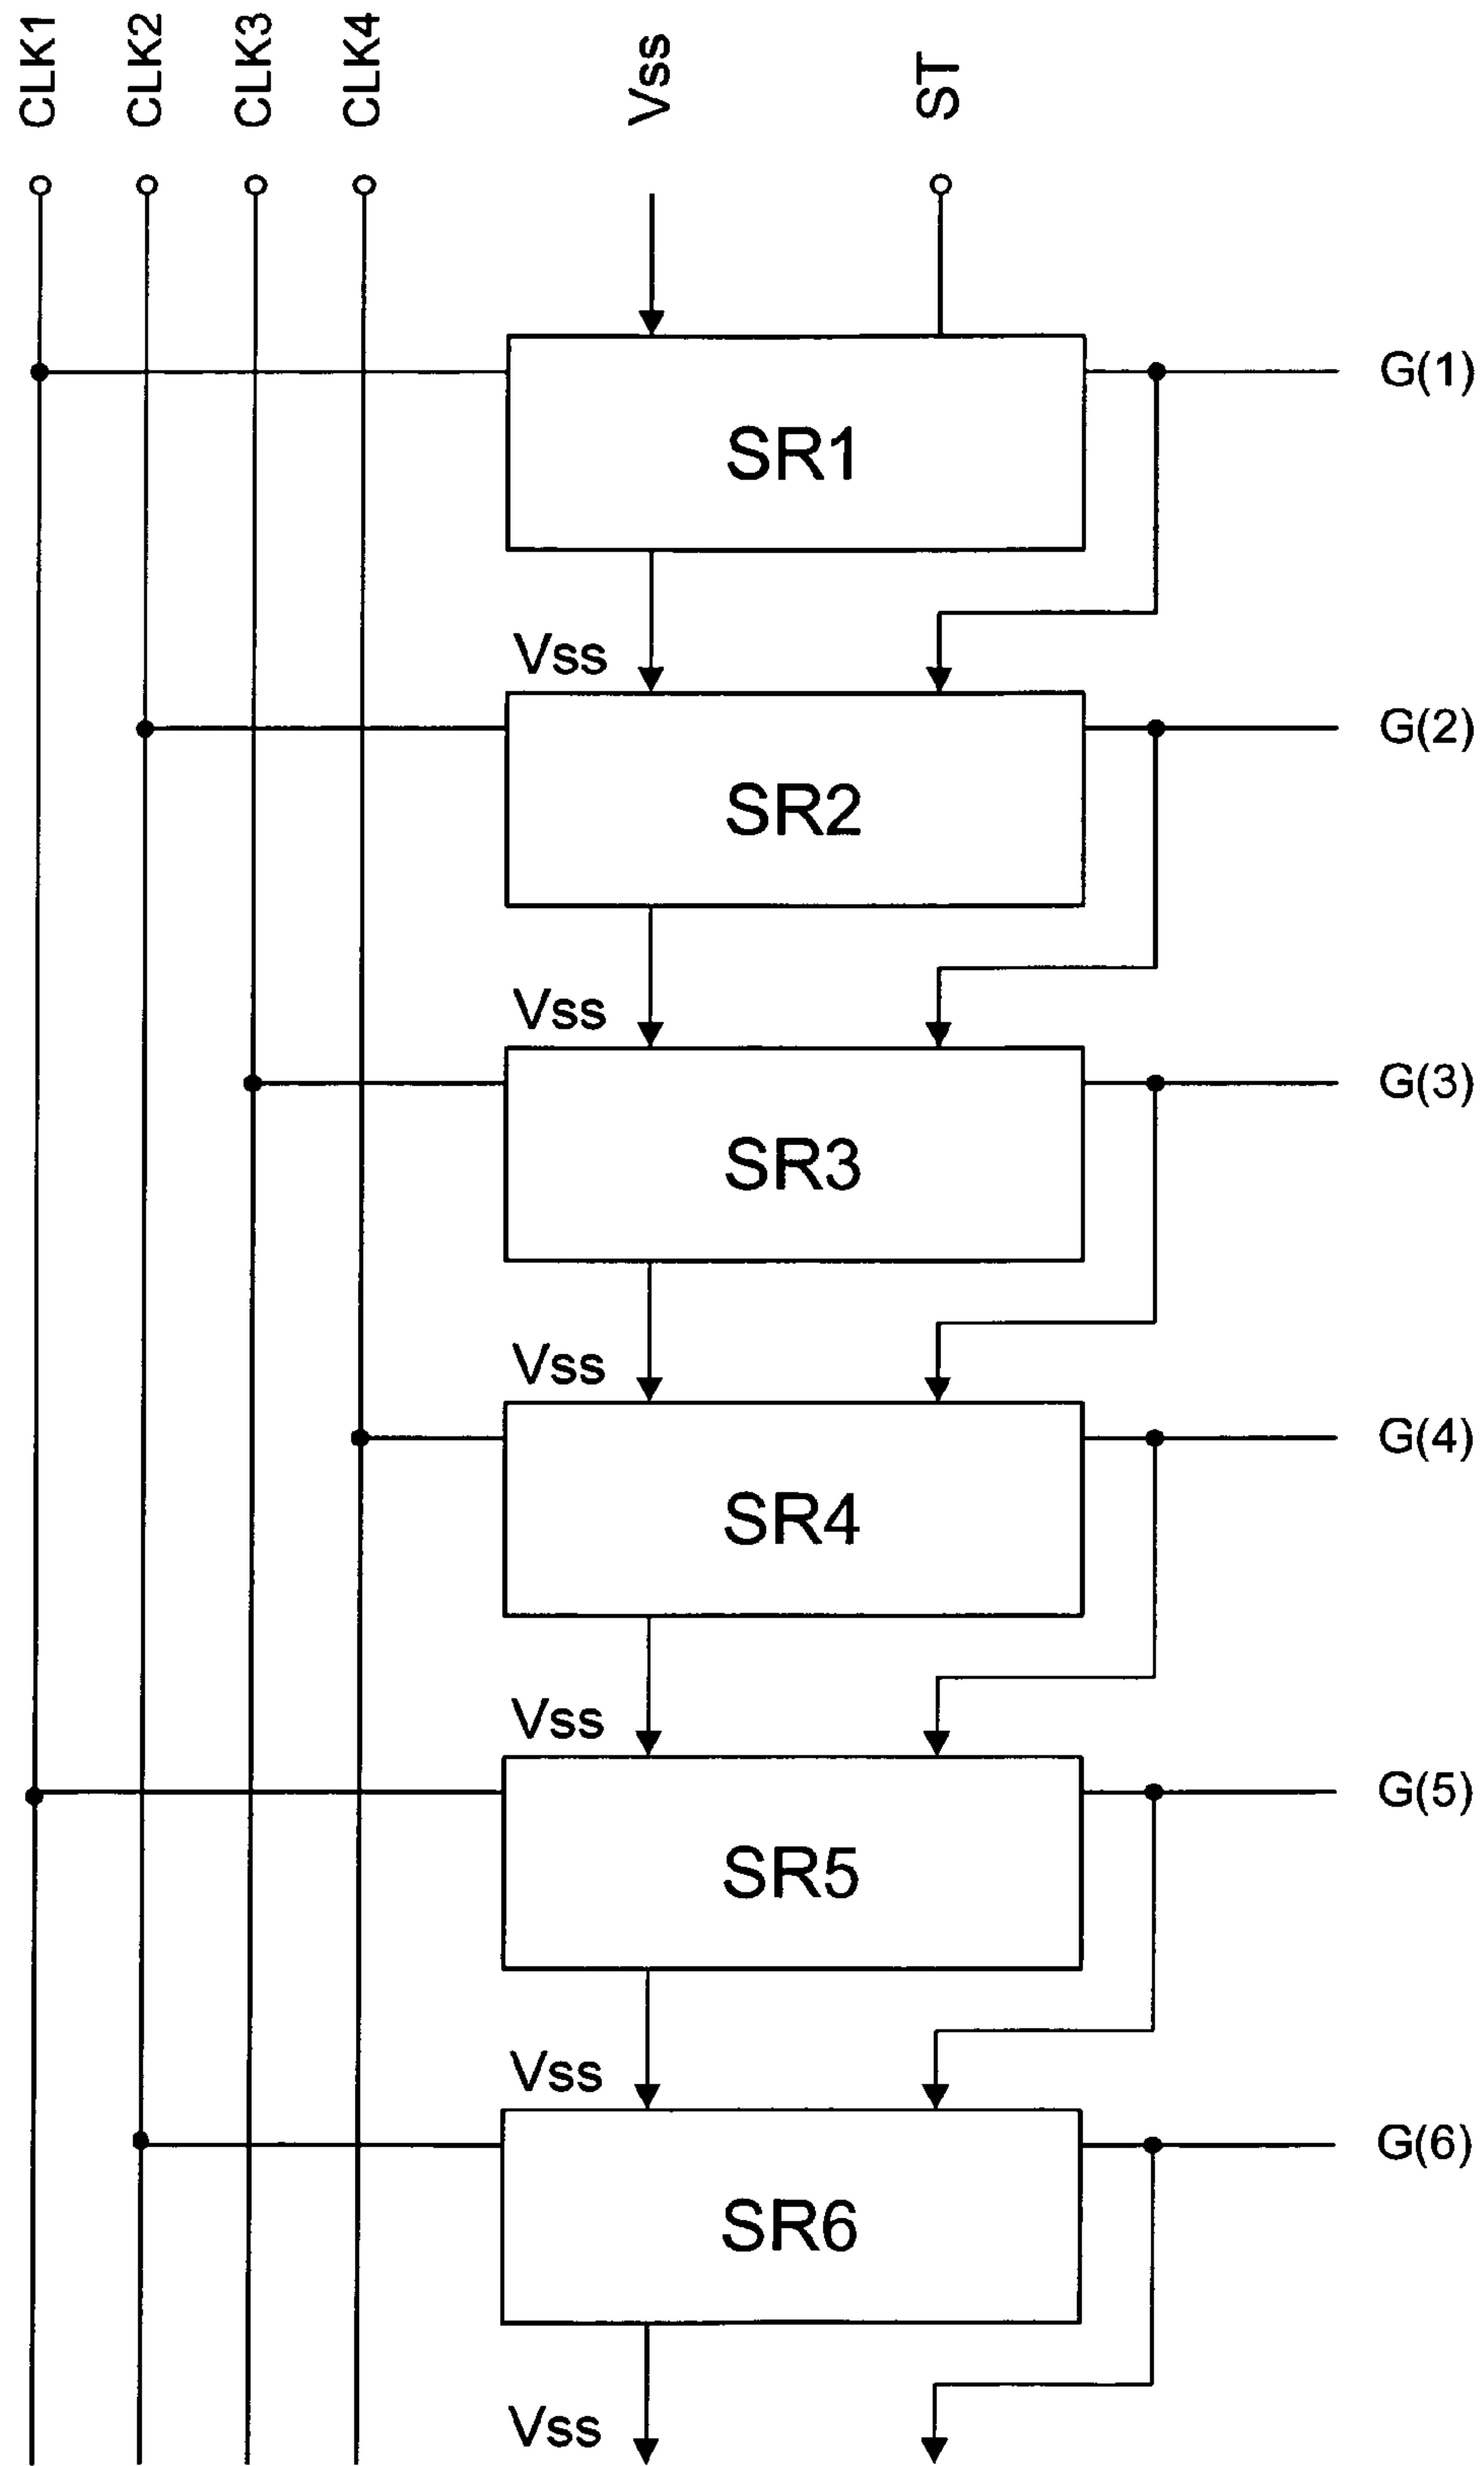 CLK1
CLK2
CLK3
CLK4
Vss
ST
SR1
G(1)
Vss
SR2
G(2)
Vss
SR3
G(3)
Vss
SR4
G(4)
Vss
SR5
G(5)
Vss
SR6
G(6)
Vss